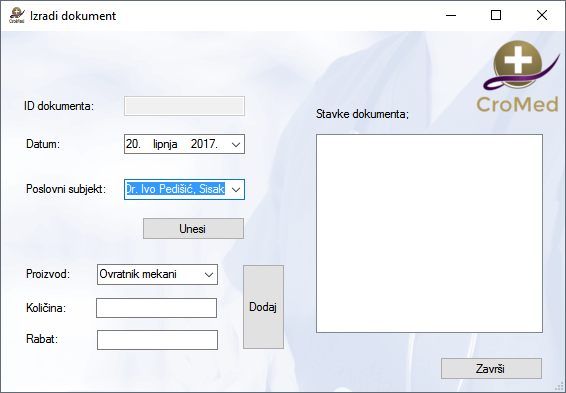 CroMed
Izradi dokument
CroMed
ID dokumenta:
Stavke dokumenta;
Datum:
20. lipnja 2017.
Poslovni subjekt:
Dr. Ivo Pedišić, Sisak
Unesi
Proizvod:
Ovratnik mekani
Količina:
Dodaj
Rabat:
Završi